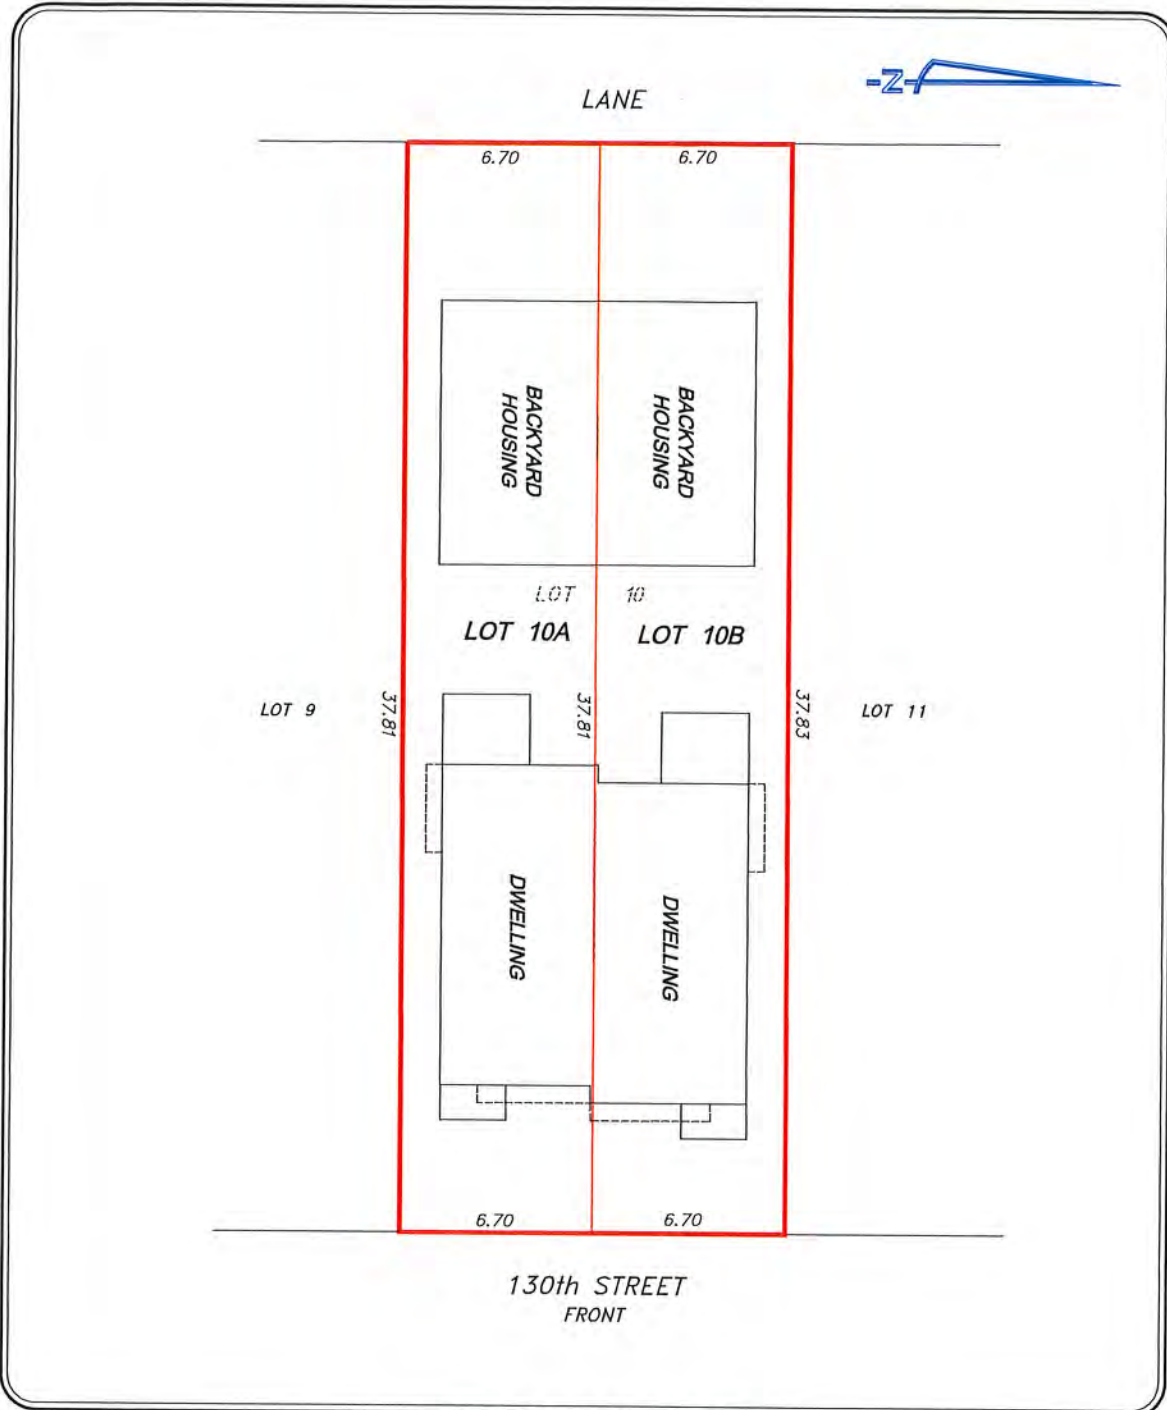 LANE
-N-
6.70
6.70
BACKYARD
HOUSING
BACKYARD
HOUSING
LOT 10
LOT 10A
LOT 10B
LOT 9
37.81
37.81
37.83
LOT 11
DWELLING
DWELLING
6.70
6.70
130th STREET
FRONT